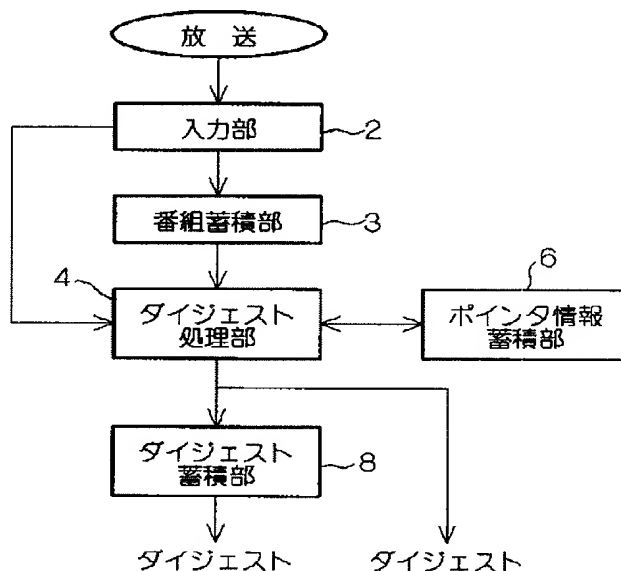 放 送
入力部
2
番組蓄積部
3
4
ダイジェスト
処理部
6
ポインタ情報
蓄積部
ダイジェスト
蓄積部
8
ダイジェスト
ダイジェスト